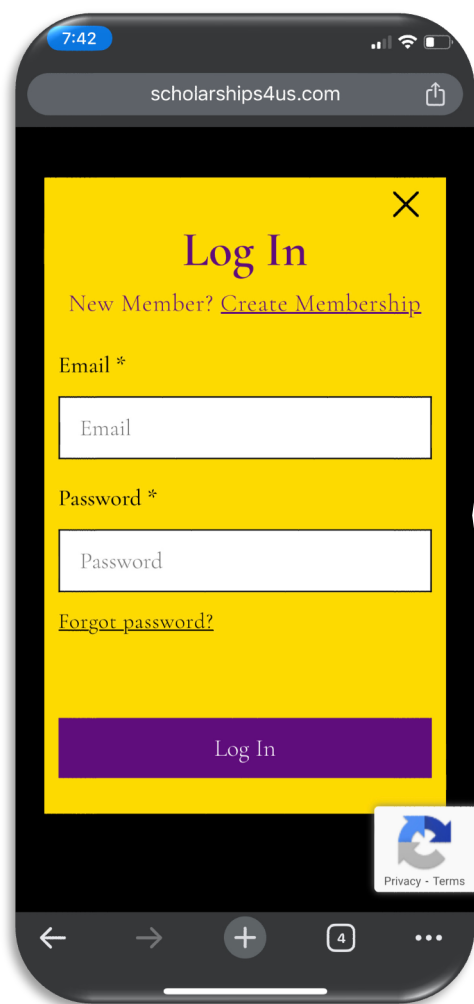 7:42
scholarships4us.com
Log In
New Member? Create Membership
Email *
Email
Password *
Password
Forgot password?
Log In
Privacy - Terms
4